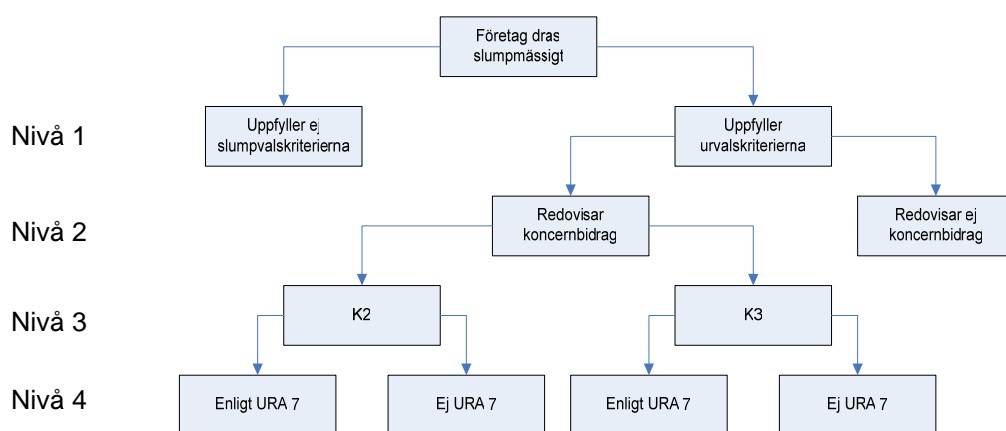 Företag dras
slumpmässigt
Nivå 1
Uppfyller ej
slumpvalskriterierna
Uppfyller
urvalskriterierna
Nivå 2
Redovisar
koncernbidrag
Redovisar ej
koncernbidrag
Nivå 3
K2
K3
Nivå 4
Enligt URA 7
Ej URA 7
Enligt URA 7
Ej URA 7